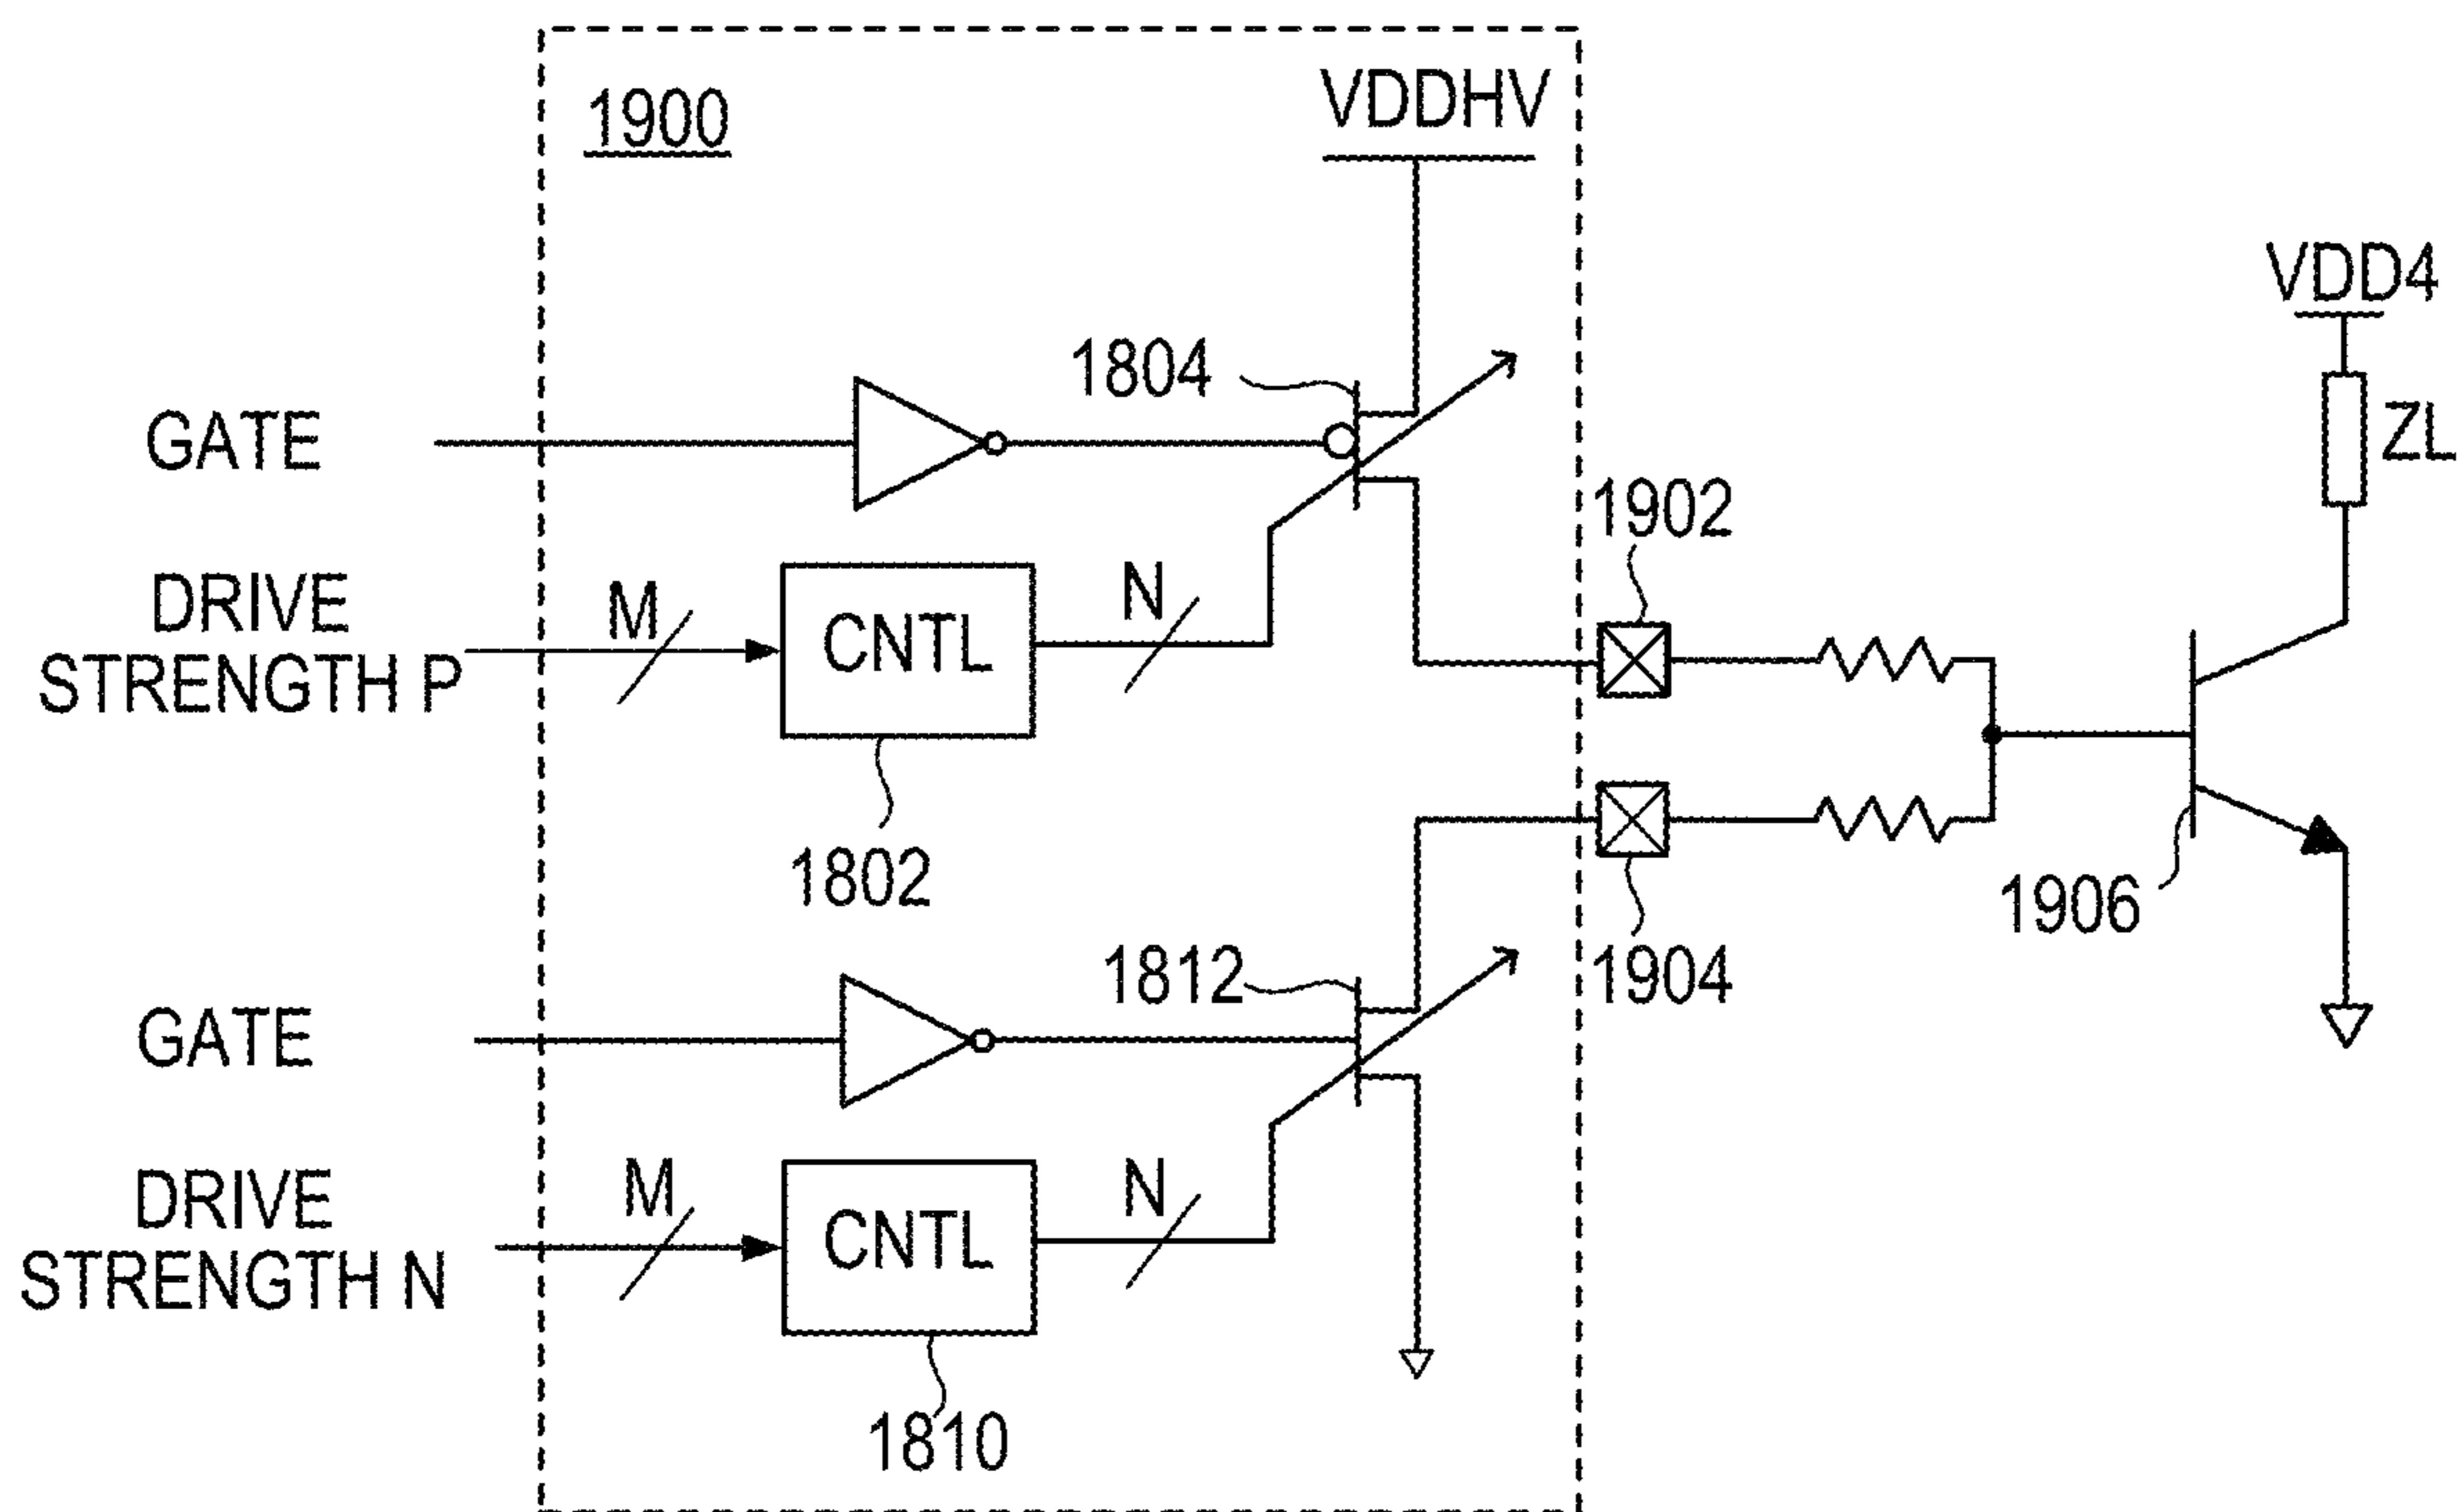 1900
VDDHV
VDD4
1804
GATE
ZL
1902
DRIVE
STRENGTH P
M
CNTL
N
1802
1906
1812
1904
GATE
DRIVE
STRENGTH N
M
CNTL
N
1810